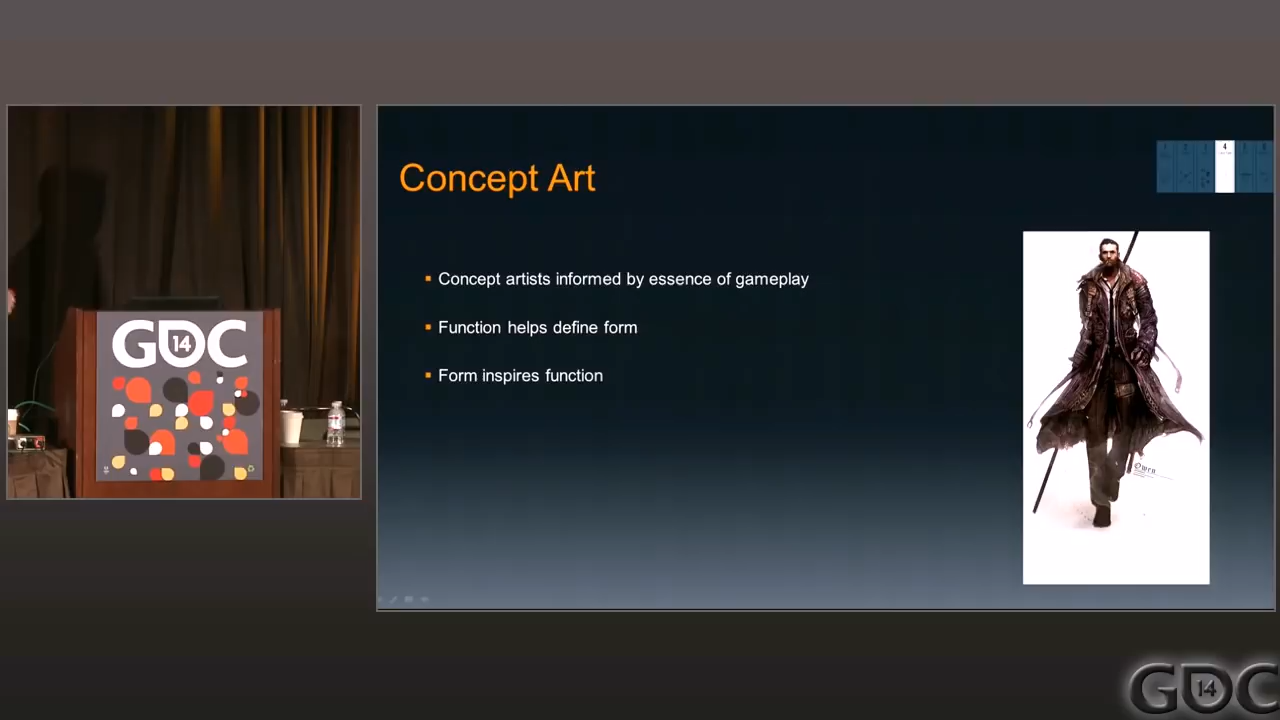 GDC
14
Concept Art
4
Concept artists informed by essence of gameplay
Function helps define form
Form inspires function
Owen
GDC
14